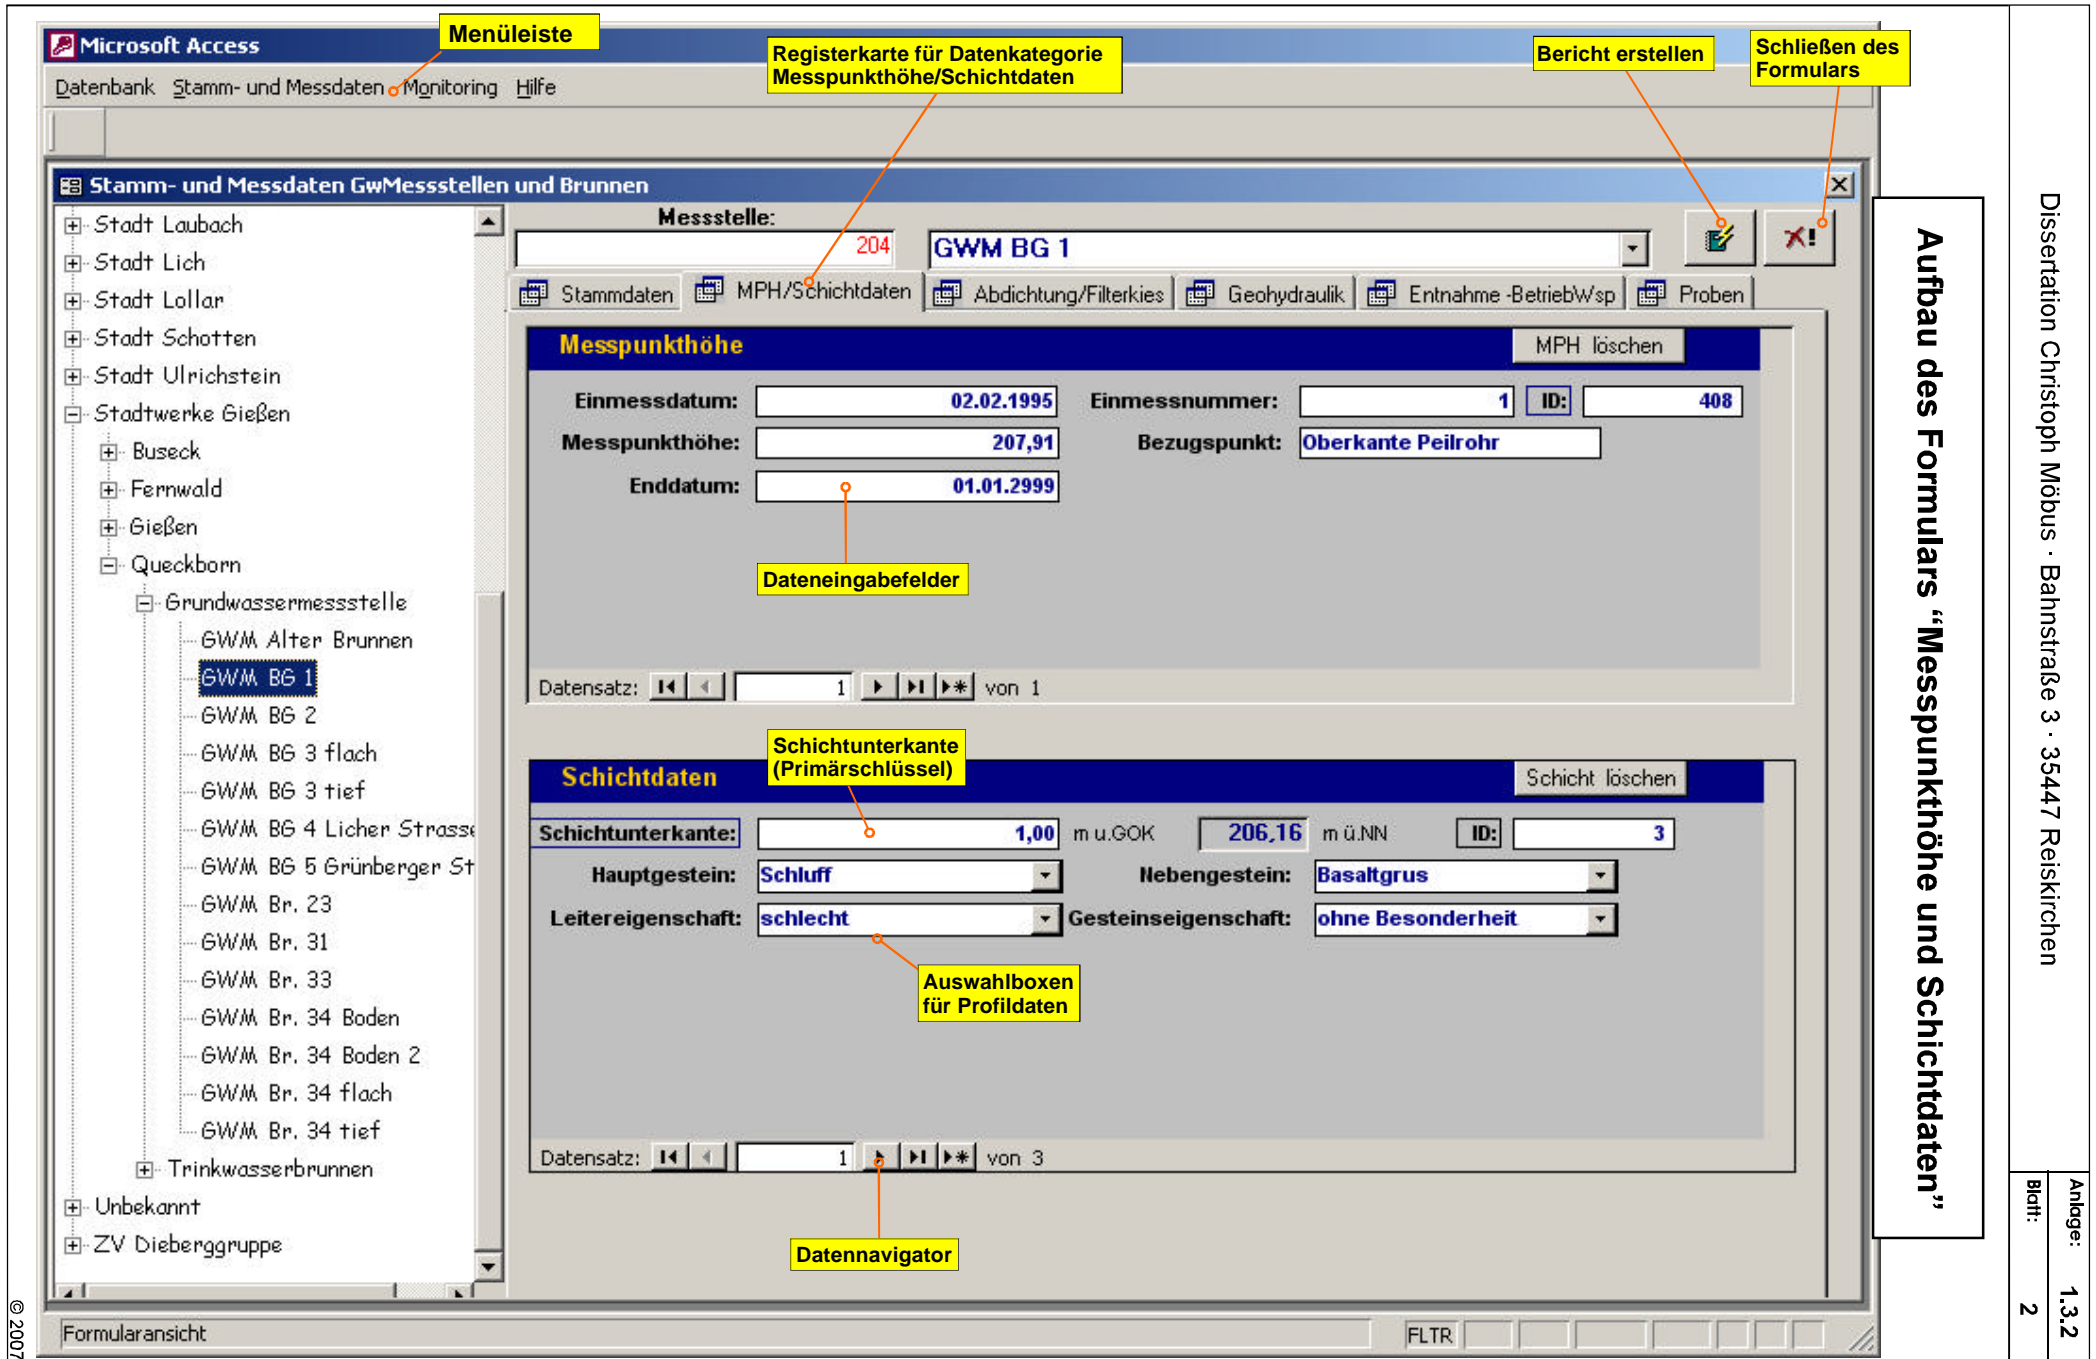 Menüleiste
Microsoft Access
Registerkarte für Datenkategorie
Messpunkthöhe/Schichtdaten
Bericht erstellen
Schließen des
Formulars
Datenbank Stamm- und Messdaten Monitoring Hilfe
Stamm- und Messdaten GwMessstellen und Brunnen
Stadt Laubach
Stadt Lich
Stadt Lollar
Stadt Schotten
Stadt Ulrichstein
Stadtwerke Gießen
Buseck
Fernwald
Gießen
Queckborn
Grundwassermessstelle
GWM Alter Brunnen
GWM BG 1
GWM BG 2
GWM BG 3 flach
GWM BG 3 tief
GWM BG 4 Licher Strasse
GWM BG 5 Grünberger St
GWM Br. 23
GWM Br. 31
GWM Br. 33
GWM Br. 34 Boden
GWM Br. 34 Boden 2
GWM Br. 34 flach
GWM Br. 34 tief
Trinkwasserbrunnen
Unbekannt
ZV Dieberggruppe
Messstelle:
204 GWM BG 1
Stammdaten MPH/Schichtdaten Abdichtung/Filterkies Geohydraulik Entnahme -BetriebWsp Proben
Messpunkthöhe MPH löschen
Einmessdatum: 02.02.1995 Einmessnummer: 1 ID: 408
Messpunkthöhe: 207,91 Bezugspunkt: Oberkante Peilrohr
Enddatum: 01.01.2999
Dateneingabefelder
Datensatz: 1 von 1
Schichtunterkante
(Primärschlüssel)
Schichtdaten Schicht löschen
Schichtunterkante: 1,00 m u.GOK 206,16 m ü.NN ID: 3
Hauptgestein: Schluff Nebengestein: Basaltgrus
Leitereigenschaft: schlecht Gesteinseigenschaft: ohne Besonderheit
Auswahlboxen
für Profildaten
Datensatz: 1 von 3
Datennavigator
Formularansicht FLTR
Aufbau des Formulars “Messpunkthöhe und Schichtdaten”
Dissertation Christoph Möbus · Bahnstraße 3 · 35447 Reiskirchen
Anlage: 1.3.2
Blatt: 2
© 2007